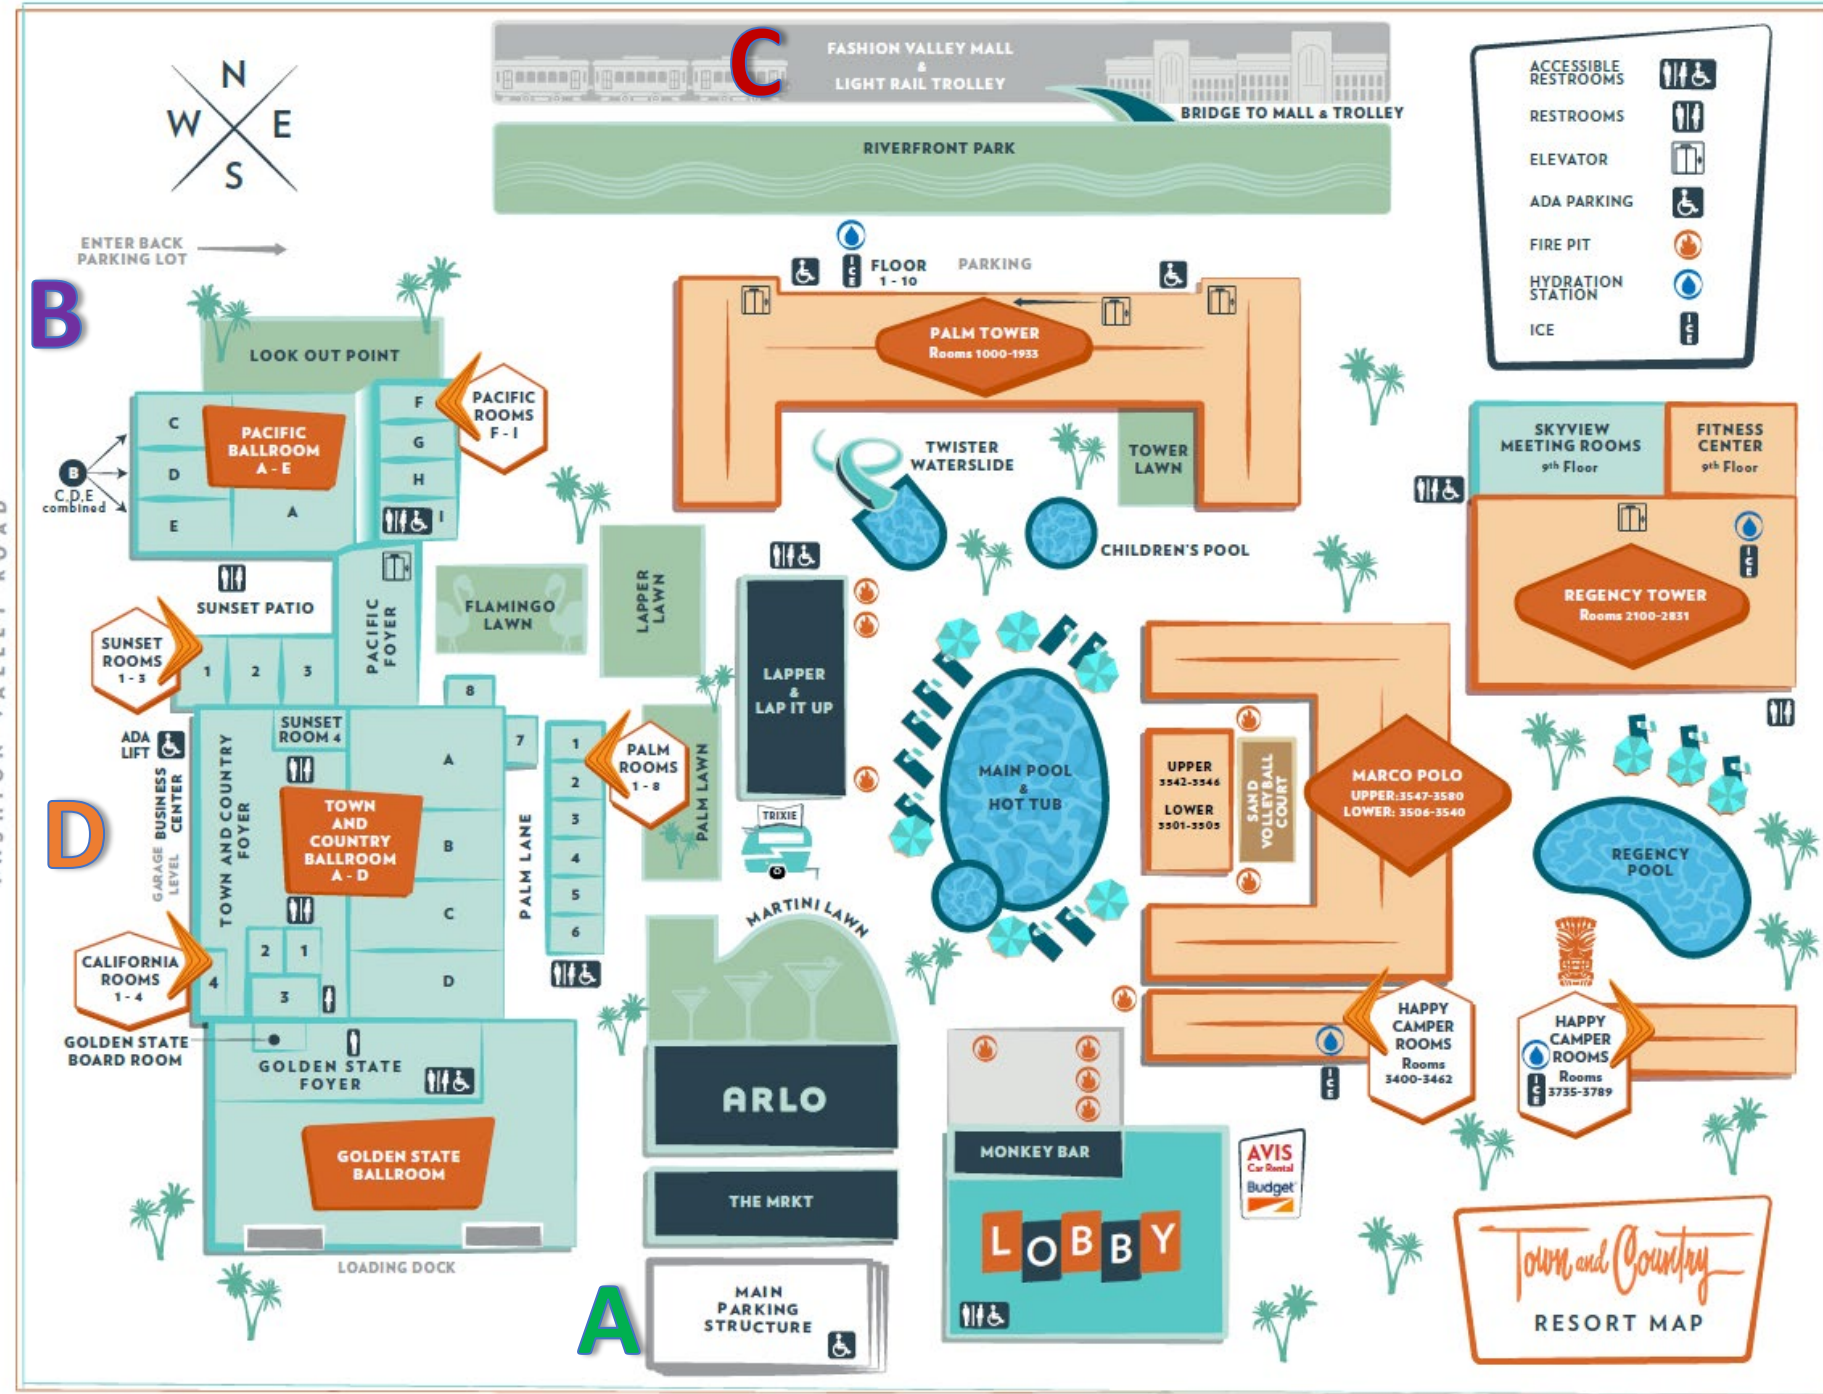 N
W E
S
C
FASHION VALLEY MALL
&
LIGHT RAIL TROLLEY
BRIDGE TO MALL & TROLLEY
RIVERFRONT PARK
ACCESSIBLE
RESTROOMS
RESTROOMS
ELEVATOR
ADA PARKING
FIRE PIT
HYDRATION
STATION
ICE
ICE
ENTER BACK
PARKING LOT
B
LOOK OUT POINT
ICE
FLOOR
1 - 10
PARKING
PALM TOWER
Rooms 1000-1933
C
D
E
A
PACIFIC
BALLROOM
A - E
B
C,D,E
combined
F
G
H
I
PACIFIC
ROOMS
F - I
TWISTER
WATERSLIDE
TOWER
LAWN
CHILDREN'S POOL
SKYVIEW
MEETING ROOMS
9th Floor
FITNESS
CENTER
9th Floor
ICE
REGENCY TOWER
Rooms 2100-2831
SUNSET PATIO
PACIFIC
FOYER
FLAMINGO
LAWN
LAPPER
LAWN
SUNSET
ROOMS
1 - 3
1
2
3
LAPPER
&
LAP IT UP
8
7
ADA
LIFT
SUNSET
ROOM 4
TOWN AND COUNTRY
FOYER
BUSINESS
CENTER
GARAGE
LEVEL
D
TOWN
AND
COUNTRY
BALLROOM
A - D
A
B
C
D
PALM LANE
1
2
3
4
5
6
PALM
ROOMS
1 - 8
PALM LAWN
TRIXIE
MARTINI LAWN
MAIN POOL
&
HOT TUB
UPPER
3542-3546
LOWER
3501-3505
SAND
VOLLEYBALL
COURT
MARCO POLO
UPPER:3547-3580
LOWER: 3506-3540
REGENCY
POOL
CALIFORNIA
ROOMS
1 - 4
4
2
1
3
GOLDEN STATE
BOARD ROOM
GOLDEN STATE
FOYER
GOLDEN STATE
BALLROOM
LOADING DOCK
ARLO
THE MRKT
A
MAIN
PARKING
STRUCTURE
MONKEY BAR
LOBBY
AVIS
Car Rental
Budget
ICE
HAPPY
CAMPER
ROOMS
Rooms
3400-3462
HAPPY
CAMPER
ROOMS
ICE
Rooms
3735-3789
Town and Country
RESORT MAP